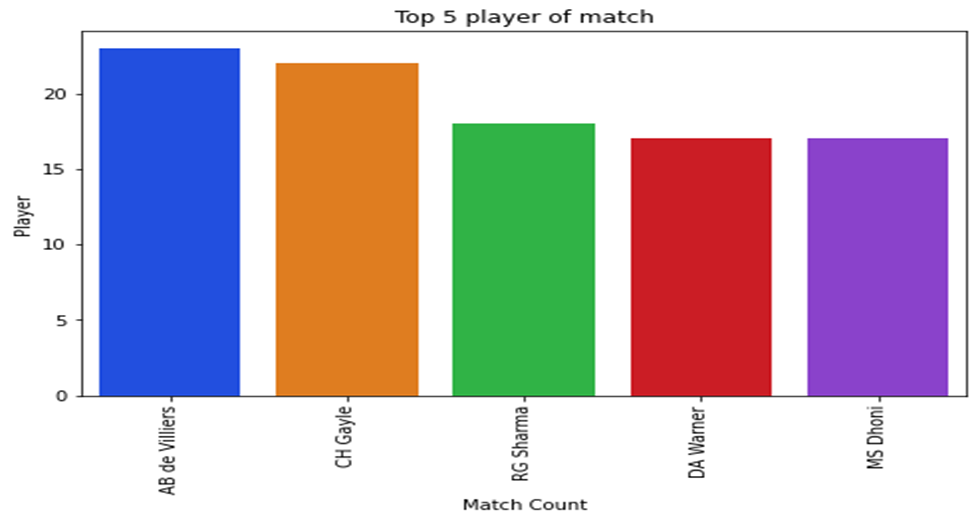 Top 5 player of match
20
15
10
5
0
Player
AB de Villiers
CH Gayle
RG Sharma
DA Warner
MS Dhoni
Match Count